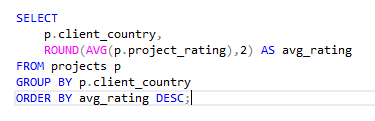 SELECT
    p.client_country,
    ROUND(AVG(p.project_rating),2) AS avg_rating
FROM projects p
GROUP BY p.client_country
ORDER BY avg_rating DESC;